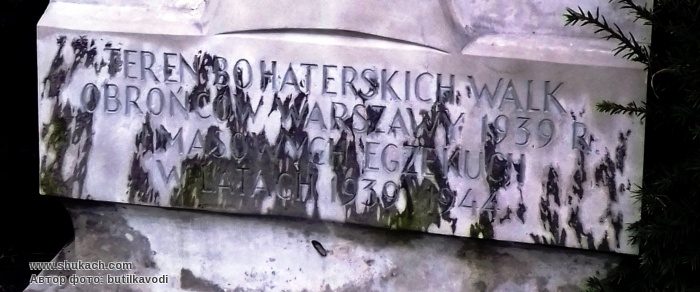 TEREN BOHATERSKICH WALK
OBROŃCÓW WARSZAWY 1939 R.
I MASOWYCH EGZEKUCJI
W LATACH 1939 1944
www.shukach.com
Автор фото: butilkavodi